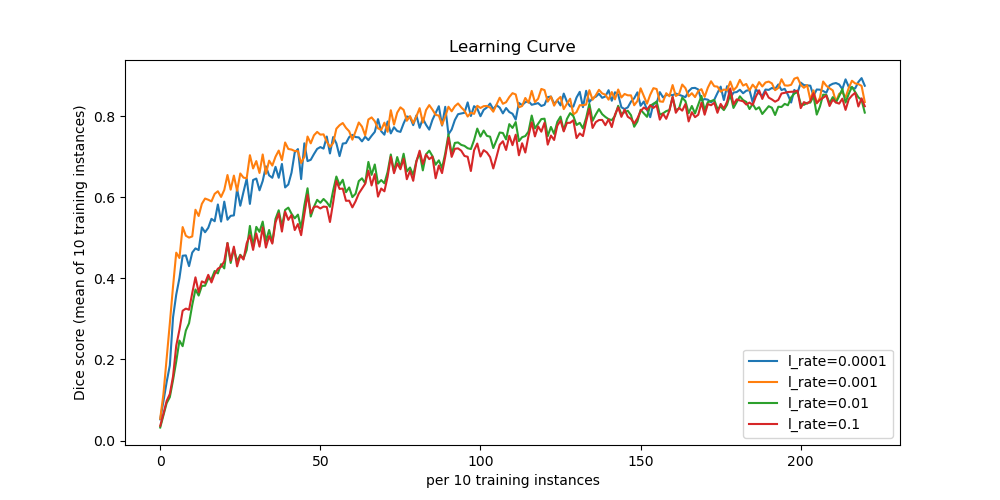 Learning Curve
Dice score (mean of 10 training instances)
0.8
0.6
0.4
0.2
0.0
0 50 100 150 200
per 10 training instances
l_rate=0.0001
l_rate=0.001
l_rate=0.01
l_rate=0.1